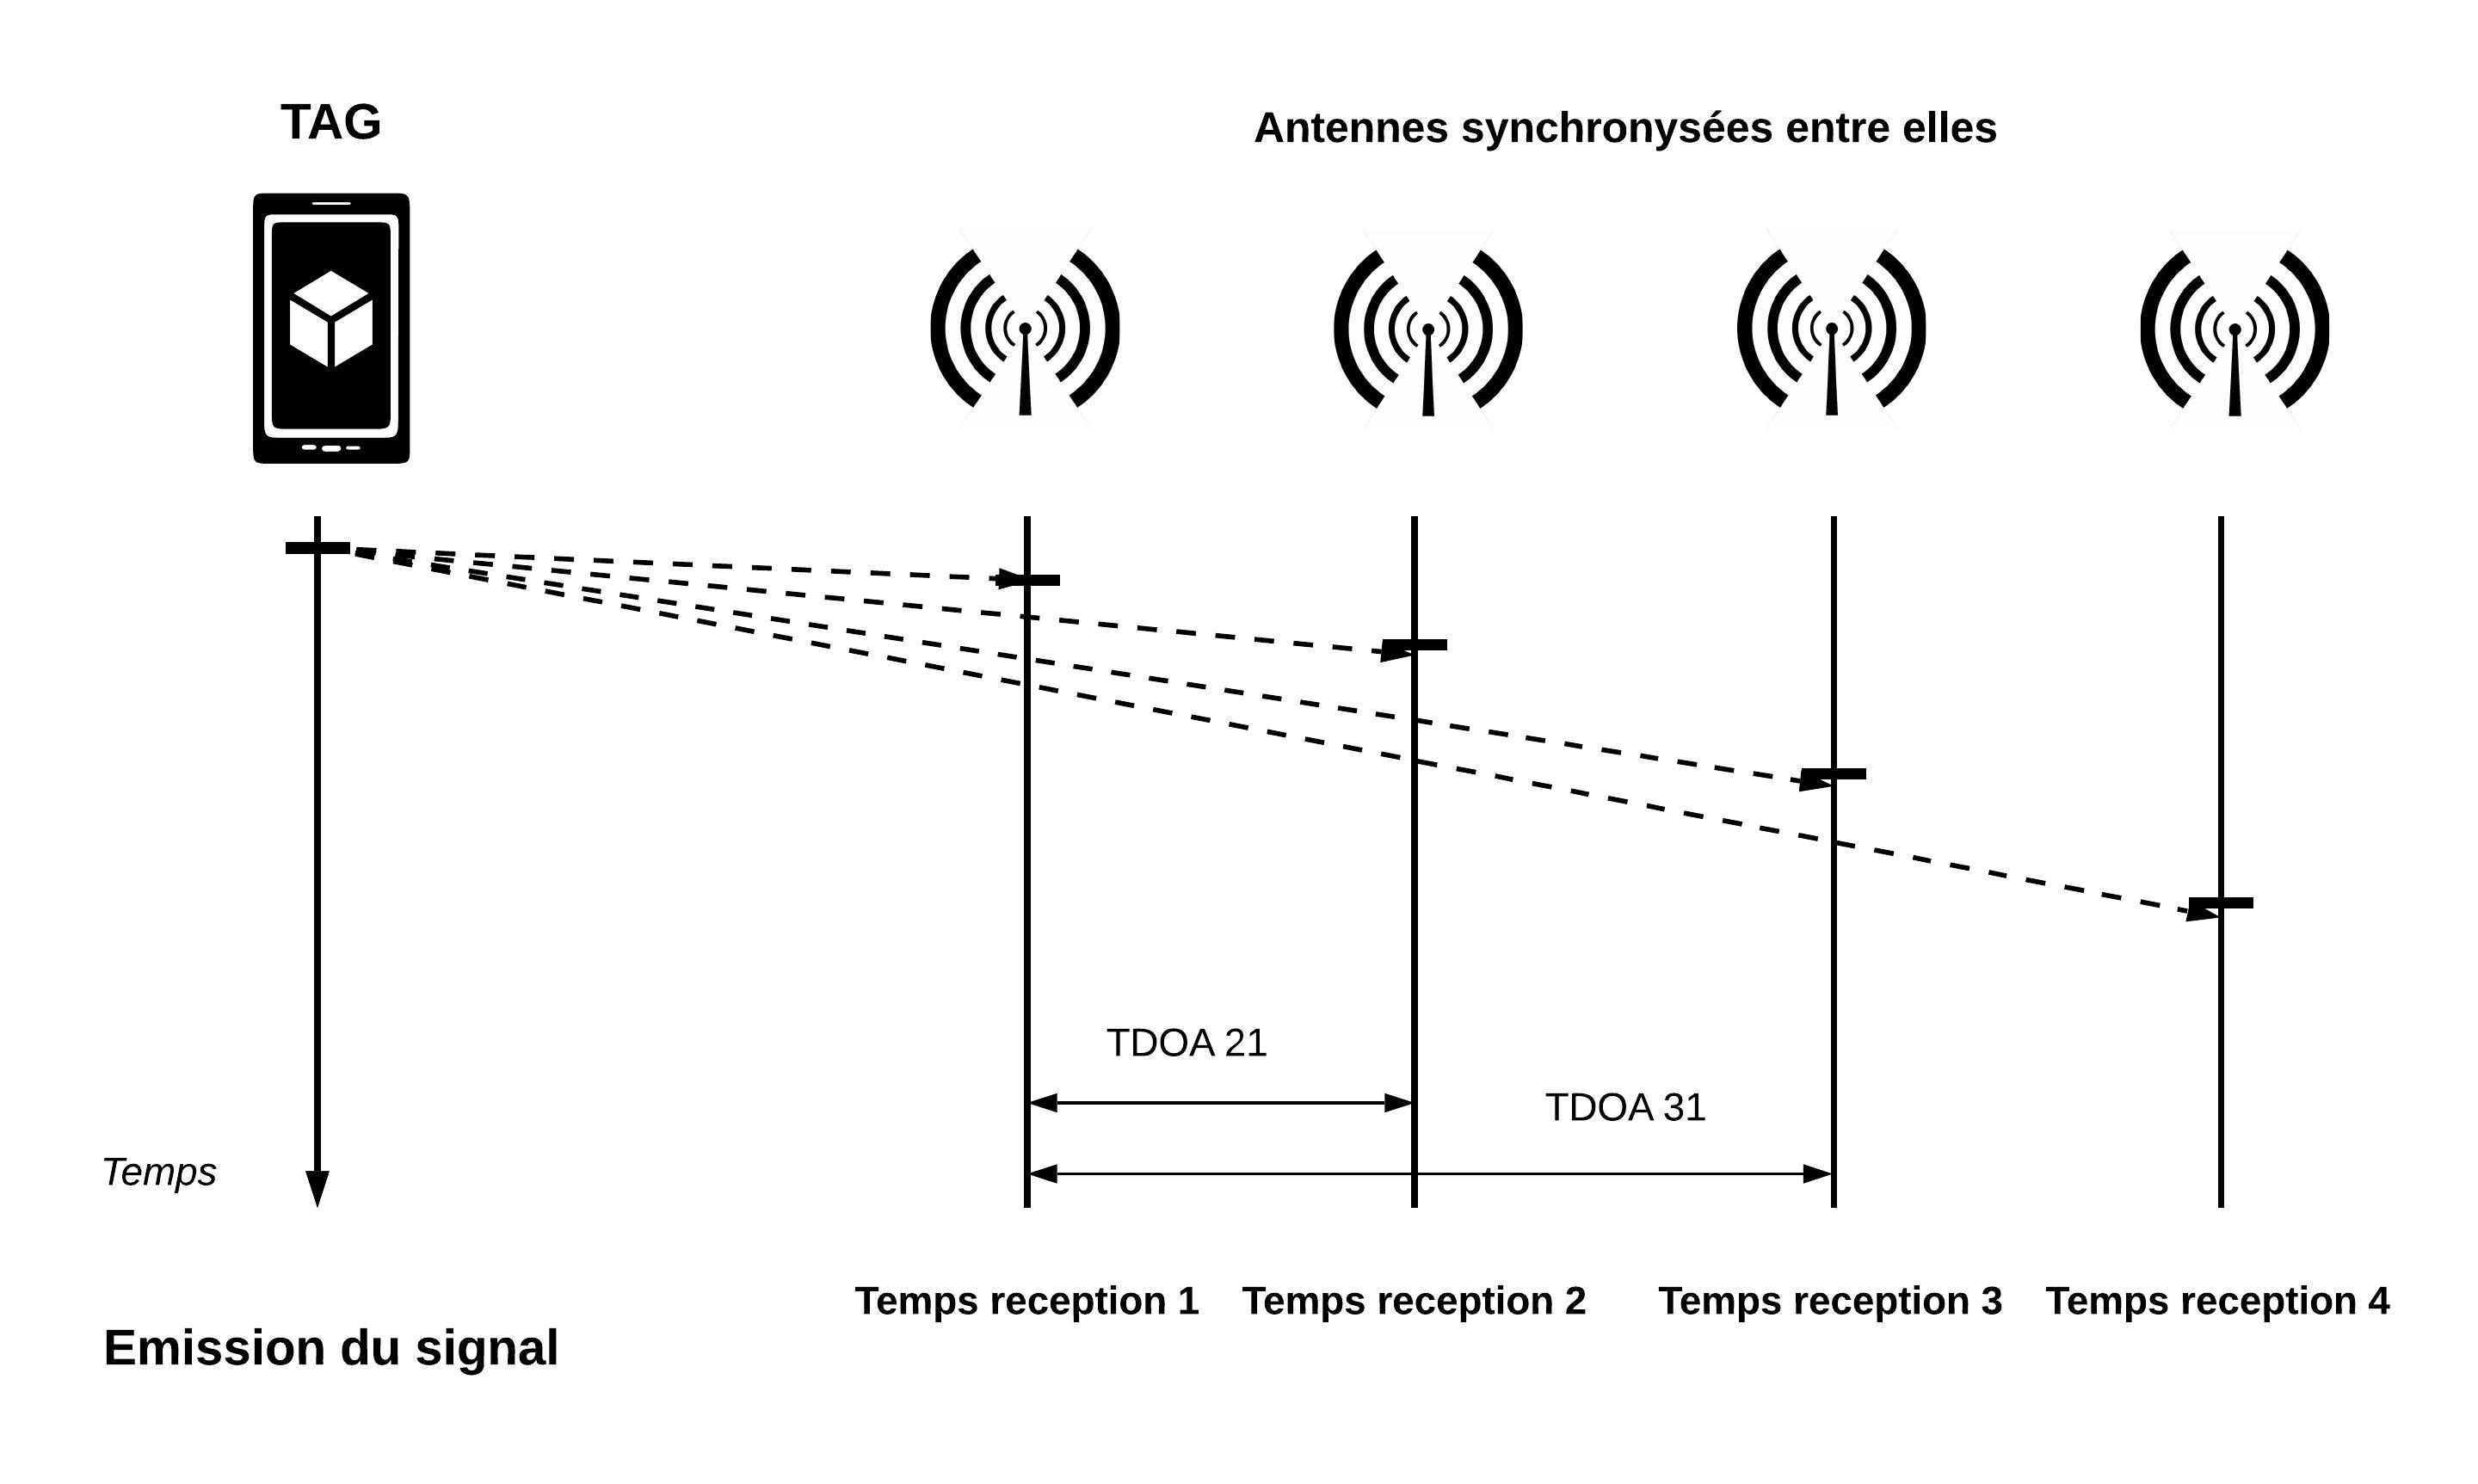 TAG
Antennes synchronysées entre elles
TDOA 21
TDOA 31
Temps
Temps reception 1
Temps reception 2
Temps reception 3
Temps reception 4
Emission du signal